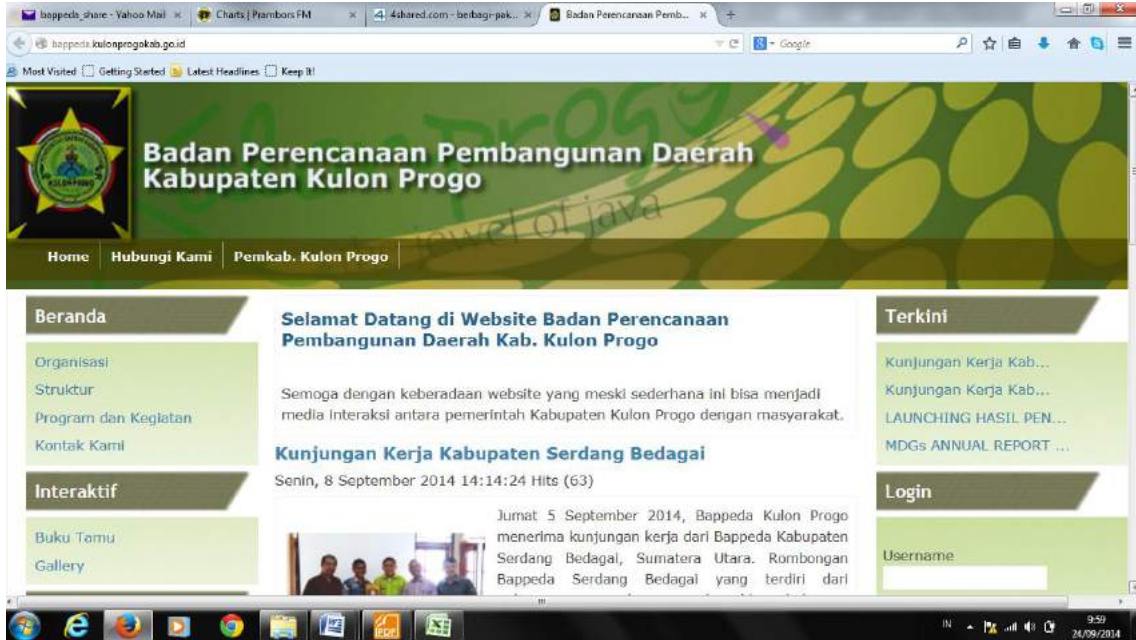 bappeda_share - Yahoo Mail
Charts | Prambors FM
4shared.com - berbagi-pak...
Badan Perencanaan Pemb...
bappeda.kulonprogokab.go.id
Google
Most Visited
Getting Started
Latest Headlines
Keep It!
Kulon Progo
the jewel of java
KULONPROGO
Badan Perencanaan Pembangunan Daerah
Kabupaten Kulon Progo
Home
Hubungi Kami
Pemkab. Kulon Progo
Beranda
Organisasi
Struktur
Program dan Kegiatan
Kontak Kami
Interaktif
Buku Tamu
Gallery
Selamat Datang di Website Badan Perencanaan
Pembangunan Daerah Kab. Kulon Progo
Semoga dengan keberadaan website yang meski sederhana ini bisa menjadi
media interaksi antara pemerintah Kabupaten Kulon Progo dengan masyarakat.
Kunjungan Kerja Kabupaten Serdang Bedagai
Senin, 8 September 2014 14:14:24 Hits (63)
Jumat 5 September 2014, Bappeda Kulon Progo
menerima kunjungan kerja dari Bappeda Kabupaten
Serdang Bedagai, Sumatera Utara. Rombongan
Bappeda Serdang Bedagai yang terdiri dari
Terkini
Kunjungan Kerja Kab...
Kunjungan Kerja Kab...
LAUNCHING HASIL PEN...
MDGs ANNUAL REPORT ...
Login
Username
IN
9:59
24/09/2014